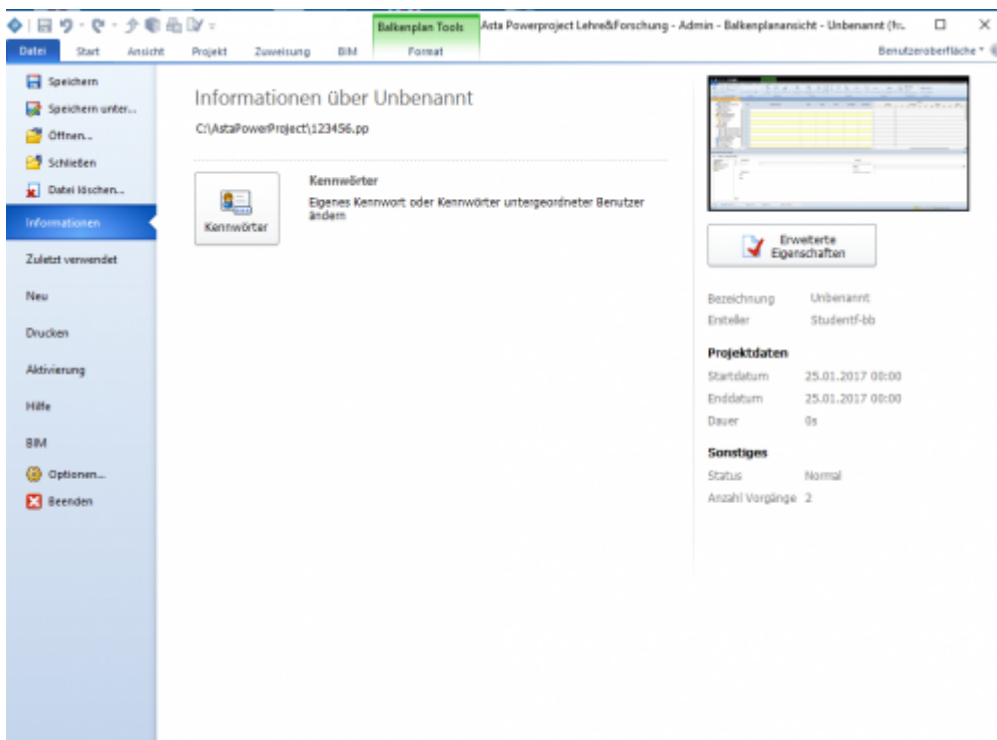 Balkenplan Tools
Asta Powerproject Lehre&Forschung - Admin - Balkenplanansicht - Unbenannt
Datei Start Ansicht Projekt Zuweisung BIM Format Benutzeroberfläche
Speichern
Speichern unter...
Öffnen...
Schließen
Datei löschen...
Informationen
Zuletzt verwendet
Neu
Drucken
Aktivierung
Hilfe
BIM
Optionen...
Beenden
Informationen über Unbenannt
C:\AstaPowerProject\123456.pp
Kennwörter
Kennwörter
Eigenes Kennwort oder Kennwörter untergeordneter Benutzer
ändern
Erweiterte
Eigenschaften
Bezeichnung Unbenannt
Ersteller Studentf-bb
Projektdaten
Startdatum 25.01.2017 00:00
Enddatum 25.01.2017 00:00
Dauer 0s
Sonstiges
Status Normal
Anzahl Vorgänge 2